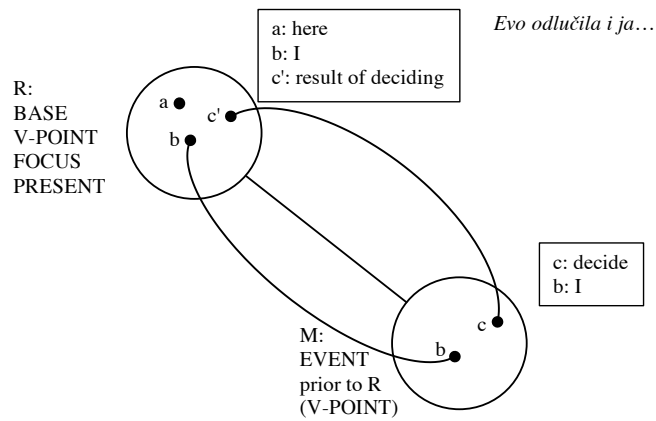 Evo odlučila i ja…
a: here
b: I
c': result of deciding
R:
BASE
V-POINT
FOCUS
PRESENT
a
c'
b
c: decide
b: I
M:
EVENT
prior to R
(V-POINT)
c
b